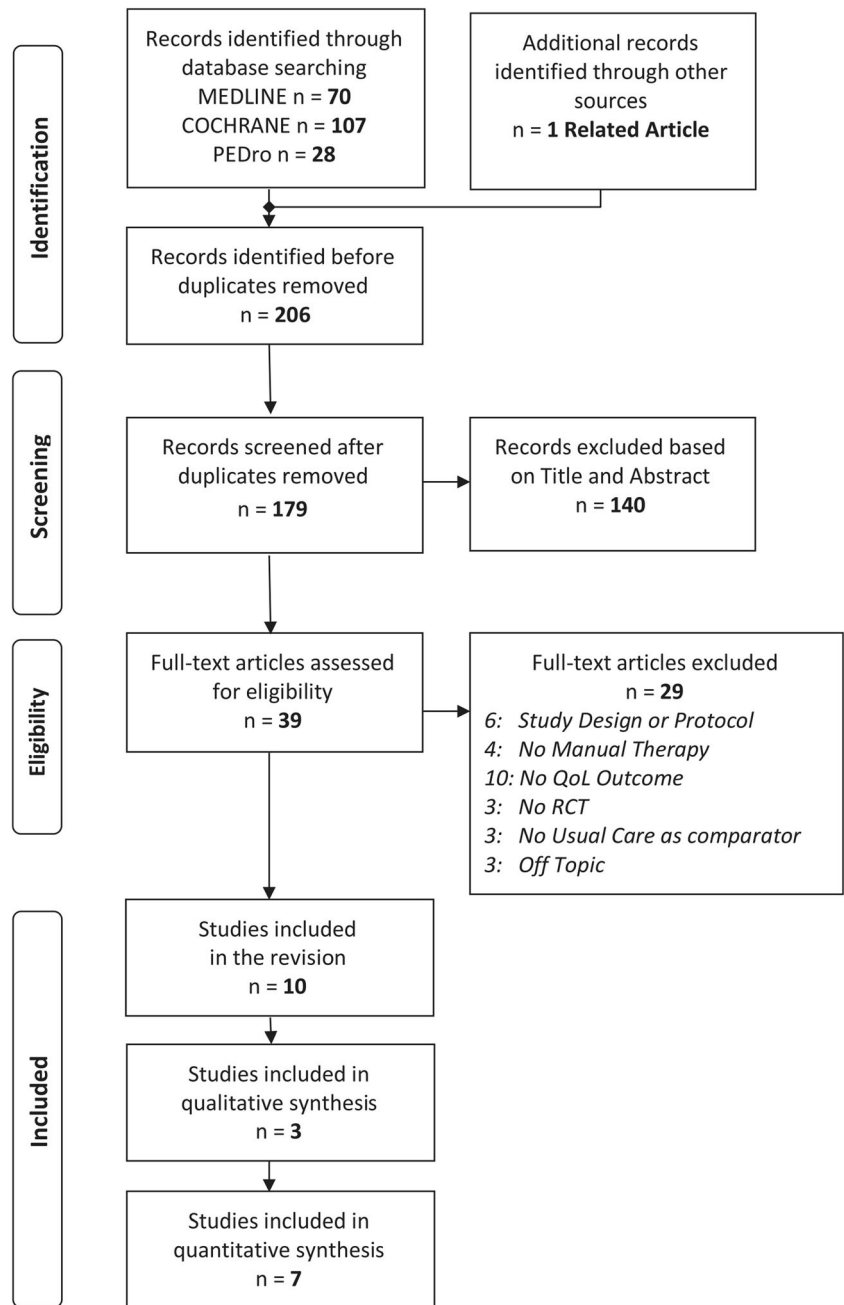 Identification
Records identified through
database searching
MEDLINE n = 70
COCHRANE n = 107
PEDro n = 28
Additional records
identified through other
sources
n = 1 Related Article
Records identified before
duplicates removed
n = 206
Screening
Records screened after
duplicates removed
n = 179
Records excluded based
on Title and Abstract
n = 140
Eligibility
Full-text articles assessed
for eligibility
n = 39
Full-text articles excluded
n = 29
6: Study Design or Protocol
4: No Manual Therapy
10: No QoL Outcome
3: No RCT
3: No Usual Care as comparator
3: Off Topic
Included
Studies included
in the revision
n = 10
Studies included in
qualitative synthesis
n = 3
Studies included in
quantitative synthesis
n = 7